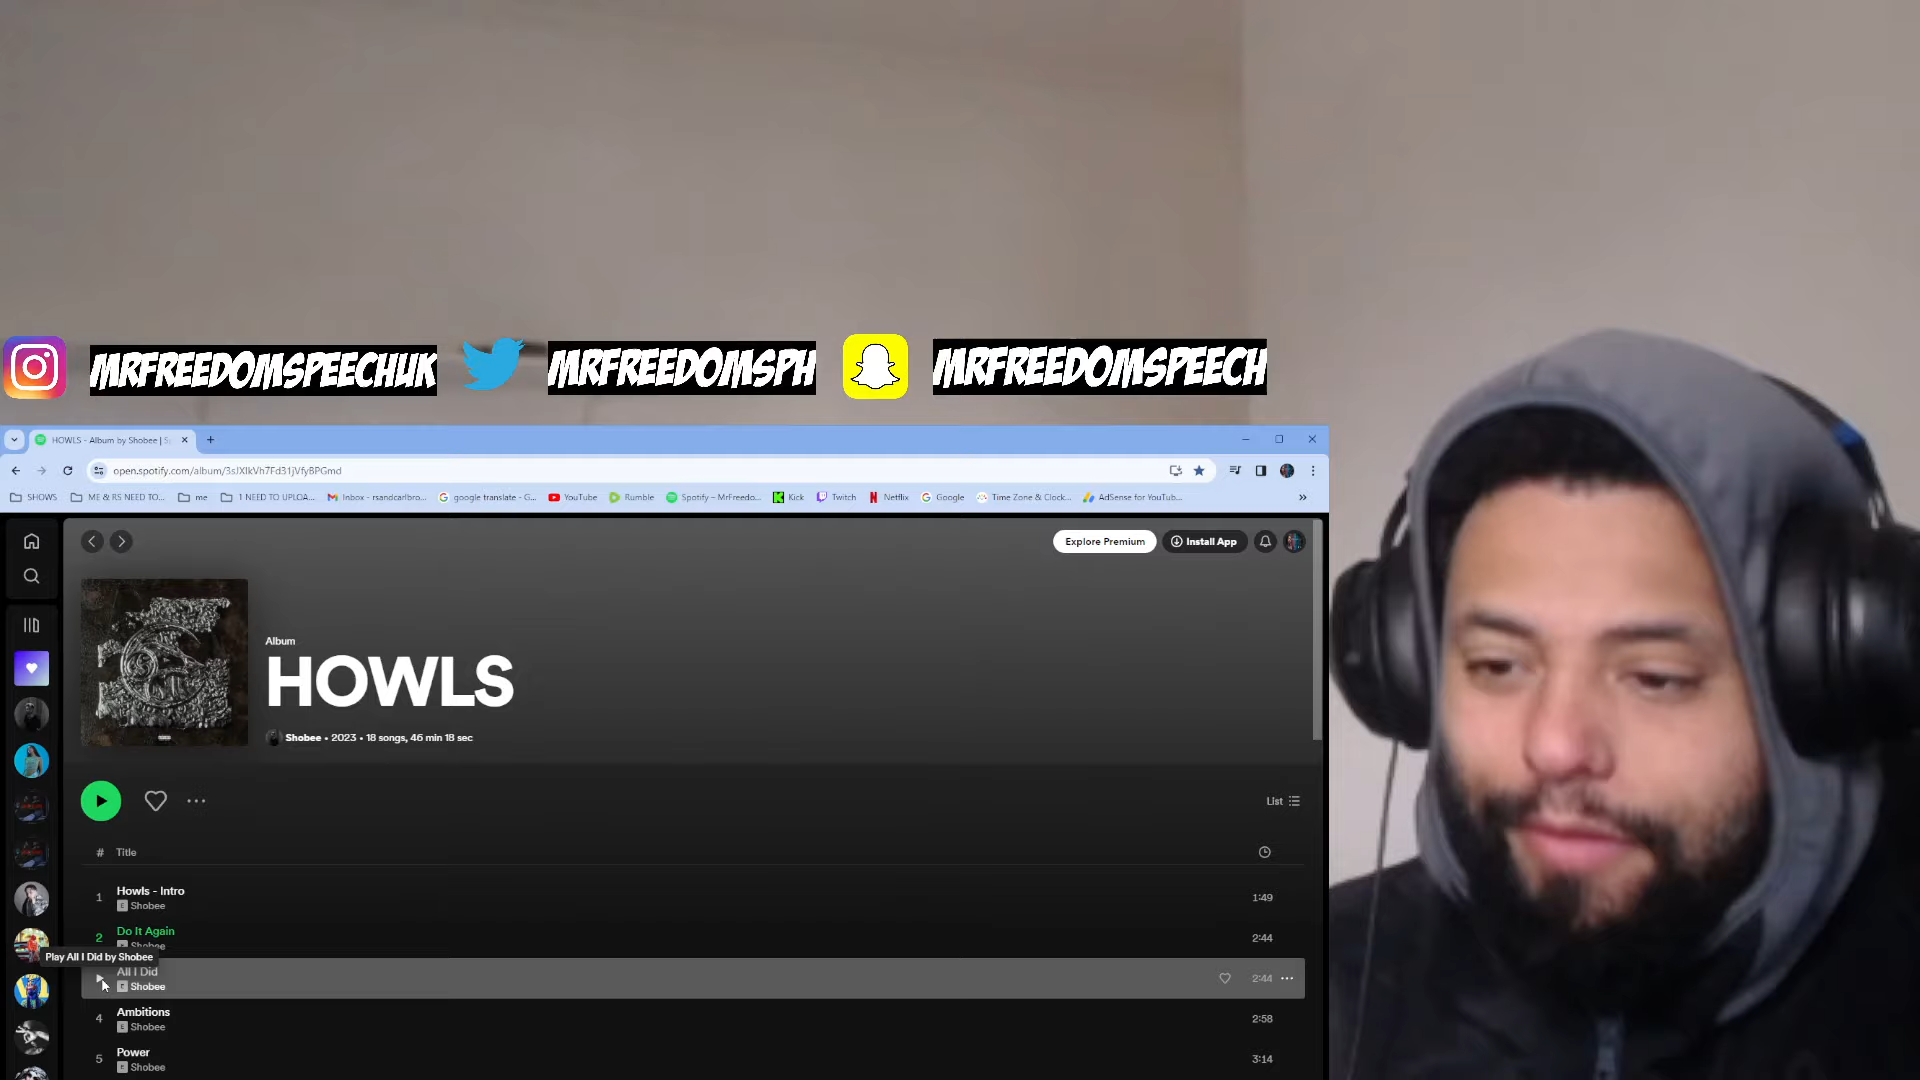 MRFREEDOMSPEECHUK
MRFREEDOMSPH
MRFREEDOMSPEECH
HOWLS - Album by Shobee | S
open.spotify.com/album/3sJXlkVh7Fd31jVfyBPGmd
SHOWS
ME & RS NEED TO...
me
1 NEED TO UPLOA...
Inbox - rsandcarlbro...
google translate - G...
YouTube
Rumble
Spotify – MrFreedo...
Kick
Twitch
Netflix
Google
Time Zone & Clock...
AdSense for YouTub...
Explore Premium
Install App
Album
HOWLS
Shobee • 2023 • 18 songs, 46 min 18 sec
List
# Title
1 Howls - Intro 1:49
E Shobee
2 Do It Again 2:44
Shobee
Play All I Did by Shobee
All I Did 2:44
E Shobee
4 Ambitions 2:58
E Shobee
5 Power 3:14
E Shobee